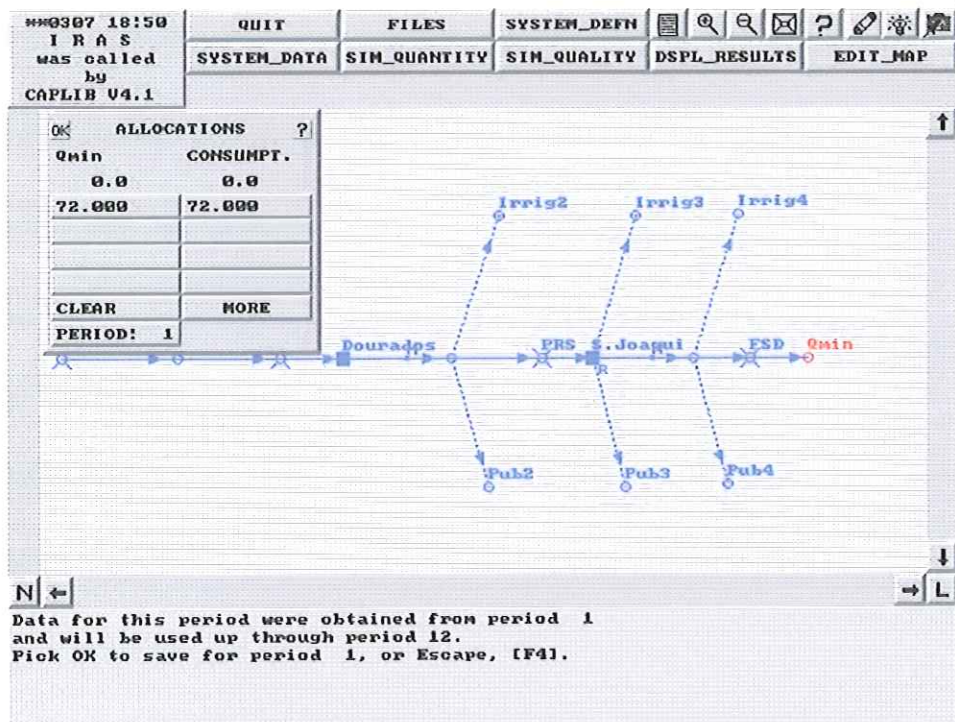 HM0307 18:50
I R A S
was called
by
CAPLIB V4.1
QUIT FILES SYSTEM_DEFN ?
SYSTEM_DATA SIM_QUANTITY SIM_QUALITY DSPL_RESULTS EDIT_MAP
OK ALLOCATIONS ?
Qmin CONSUMPT.
0.0 0.0
72.000 72.000
CLEAR MORE
PERIOD: 1
Irrig2 Irrig3 Irrig4
Dourados PRS S.Joaqui FSD Qmin
R
Pub2 Pub3 Pub4
N L
Data for this period were obtained from period 1
and will be used up through period 12.
Pick OK to save for period 1, or Escape, [F4].